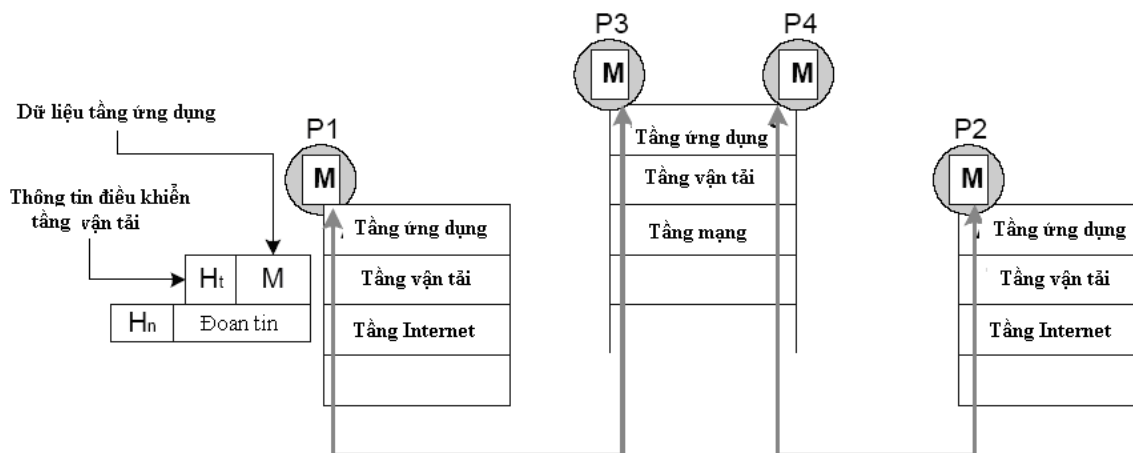 P3
P4
M
M
Dữ liệu tầng ứng dụng
P1
P2
Tầng ứng dụng
M
M
Tầng vận tải
Thông tin điều khiển
tầng vận tải
Tầng ứng dụng
Tầng mạng
Tầng ứng dụng
Ht
M
Tầng vận tải
Tầng vận tải
Hn
Đoan tin
Tầng Internet
Tầng Internet